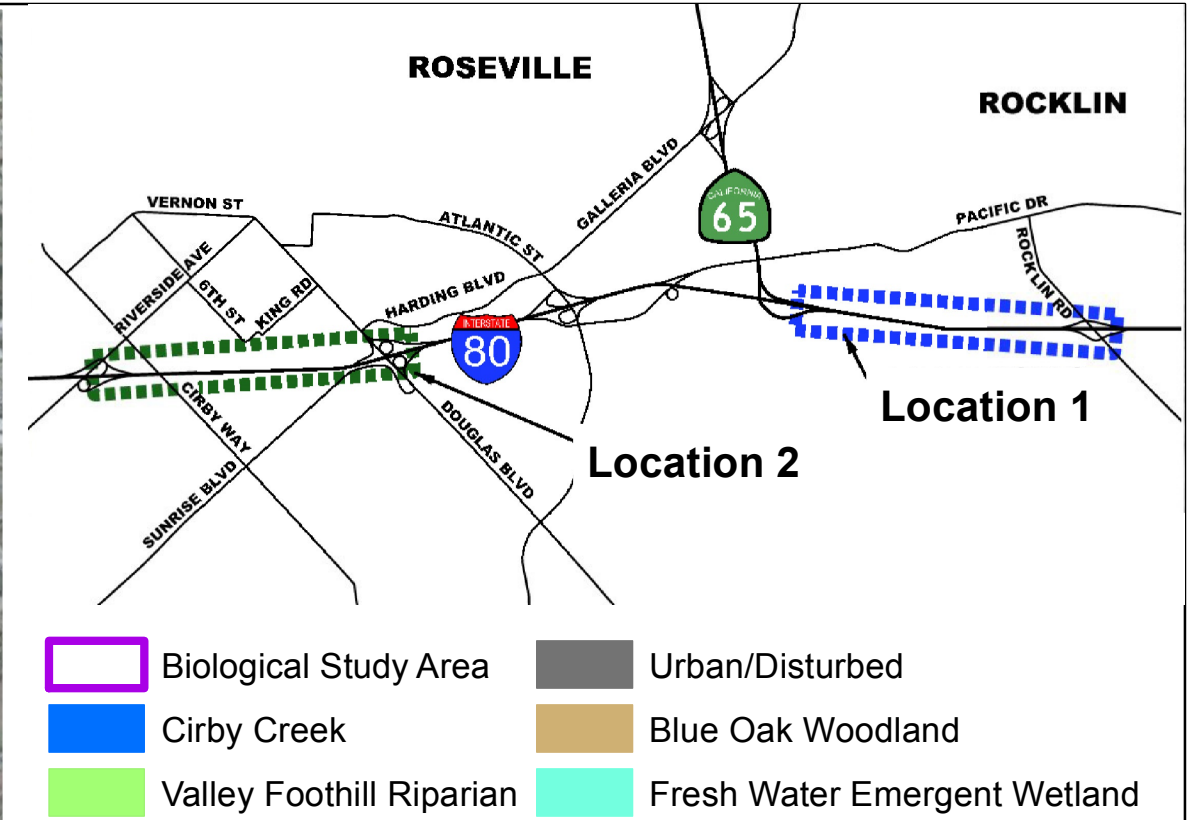 ROSEVILLE
ROCKLIN
GALLERIA BLVD
CALIFORNIA
65
PACIFIC DR
ROCKLIN RD
VERNON ST
ATLANTIC ST
RIVERSIDE AVE
6TH ST
KING RD
HARDING BLVD
INTERSTATE
80
Location 1
CIRBY WAY
DOUGLAS BLVD
Location 2
SUNRISE BLVD
Biological Study Area
Urban/Disturbed
Cirby Creek
Blue Oak Woodland
Valley Foothill Riparian
Fresh Water Emergent Wetland